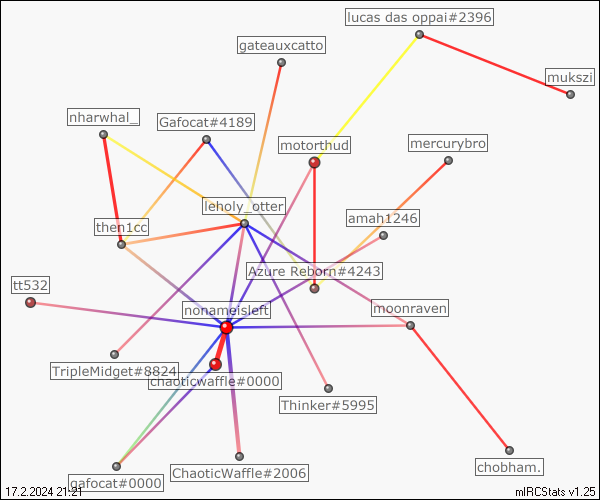 lucas das oppai#2396
gateauxcatto
mukszi
nharwhal_
Gafocat#4189
motorthud
mercurybro
leholy_otter
amah1246
then1cc
Azure Reborn#4243
tt532
nonameisleft
moonraven
TripleMidget#8824
chaoticwaffle#0000
Thinker#5995
chobham.
ChaoticWaffle#2006
gafocat#0000
17.2.2024 21:21
mIRCStats v1.25